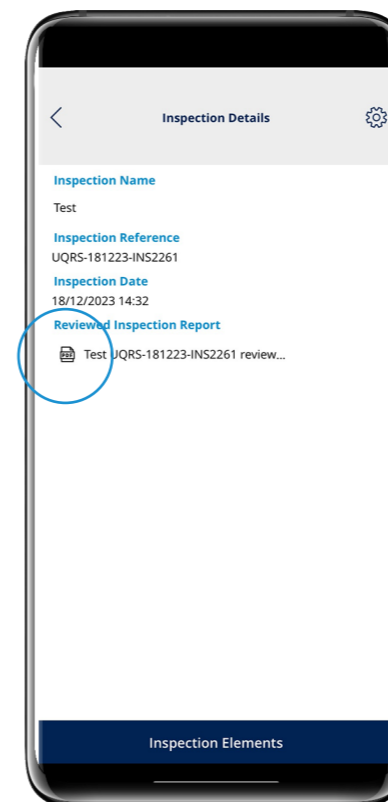 Inspection Details
Inspection Name
Test
Inspection Reference
UQRS-181223-INS2261
Inspection Date
18/12/2023 14:32
Reviewed Inspection Report
PDF Test UQRS-181223-INS2261 review...
Inspection Elements